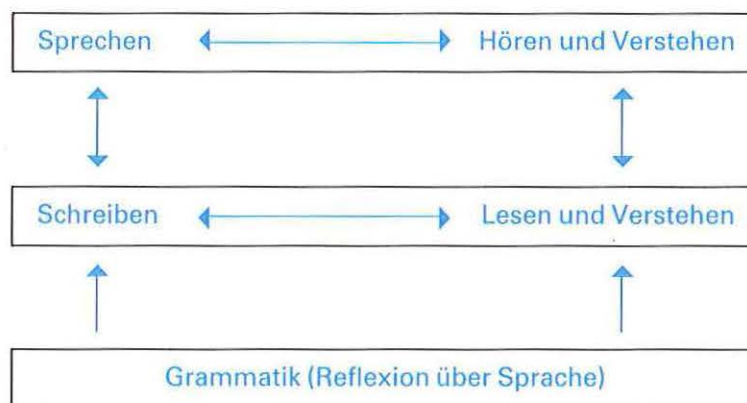 Sprechen Hören und Verstehen
Schreiben Lesen und Verstehen
Grammatik (Reflexion über Sprache)